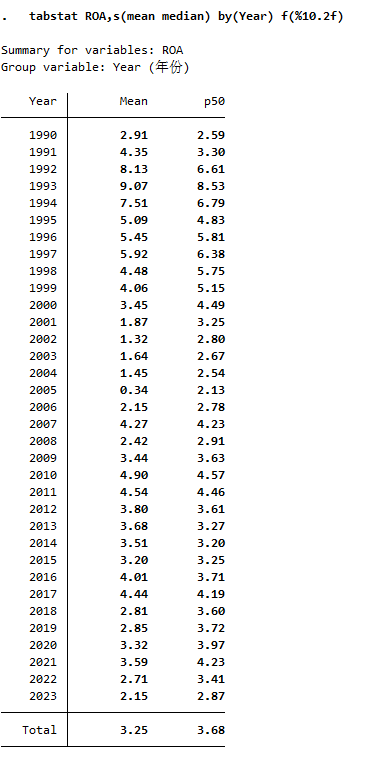 .   tabstat ROA,s(mean median) by(Year) f(%10.2f)
Summary for variables: ROA
Group variable: Year (年份)
Year Mean p50
1990 2.91 2.59
1991 4.35 3.30
1992 8.13 6.61
1993 9.07 8.53
1994 7.51 6.79
1995 5.09 4.83
1996 5.45 5.81
1997 5.92 6.38
1998 4.48 5.75
1999 4.06 5.15
2000 3.45 4.49
2001 1.87 3.25
2002 1.32 2.80
2003 1.64 2.67
2004 1.45 2.54
2005 0.34 2.13
2006 2.15 2.78
2007 4.27 4.23
2008 2.42 2.91
2009 3.44 3.63
2010 4.90 4.57
2011 4.54 4.46
2012 3.80 3.61
2013 3.68 3.27
2014 3.51 3.20
2015 3.20 3.25
2016 4.01 3.71
2017 4.44 4.19
2018 2.81 3.60
2019 2.85 3.72
2020 3.32 3.97
2021 3.59 4.23
2022 2.71 3.41
2023 2.15 2.87
Total 3.25 3.68